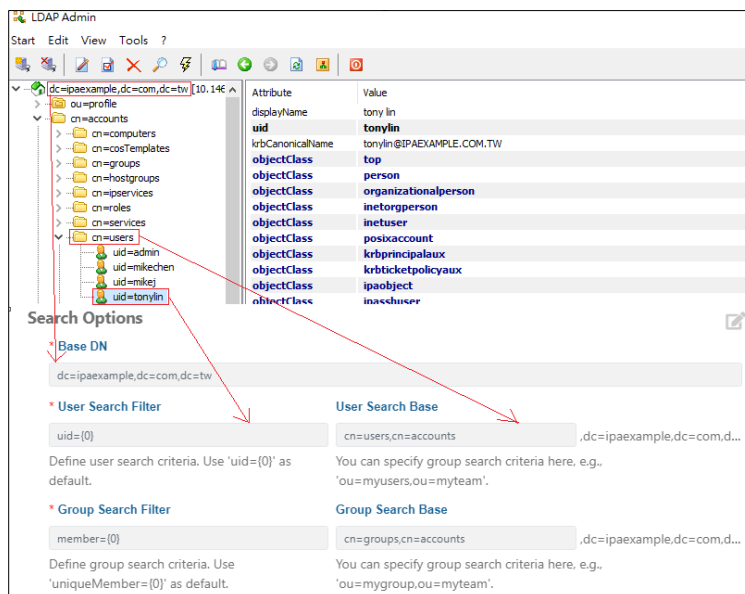 LDAP Admin
Start Edit View Tools ?
dc=ipaexample,dc=com,dc=tw [10.146
ou=profile
cn=accounts
cn=computers
cn=cosTemplates
cn=groups
cn=hostgroups
cn=ipservices
cn=roles
cn=services
cn=users
uid=admin
uid=mikechen
uid=mikej
uid=tonylin
Attribute Value
displayName tony lin
uid tonylin
krbCanonicalName tonylin@IPAEXAMPLE.COM.TW
objectClass top
objectClass person
objectClass organizationalperson
objectClass inetorgperson
objectClass inetuser
objectClass posixaccount
objectClass krbprincipalaux
objectClass krbticketpolicyaux
objectClass ipaobject
objectClass ipasshuser
Search Options
* Base DN
dc=ipaexample,dc=com,dc=tw
* User Search Filter User Search Base
uid={0} cn=users,cn=accounts ,dc=ipaexample,dc=com,d...
Define user search criteria. Use 'uid={0}' as
default.
You can specify group search criteria here, e.g.,
'ou=myusers,ou=myteam'.
* Group Search Filter Group Search Base
member={0} cn=groups,cn=accounts ,dc=ipaexample,dc=com,d...
Define group search criteria. Use
'uniqueMember={0}' as default.
You can specify group search criteria here, e.g.,
'ou=mygroup,ou=myteam'.